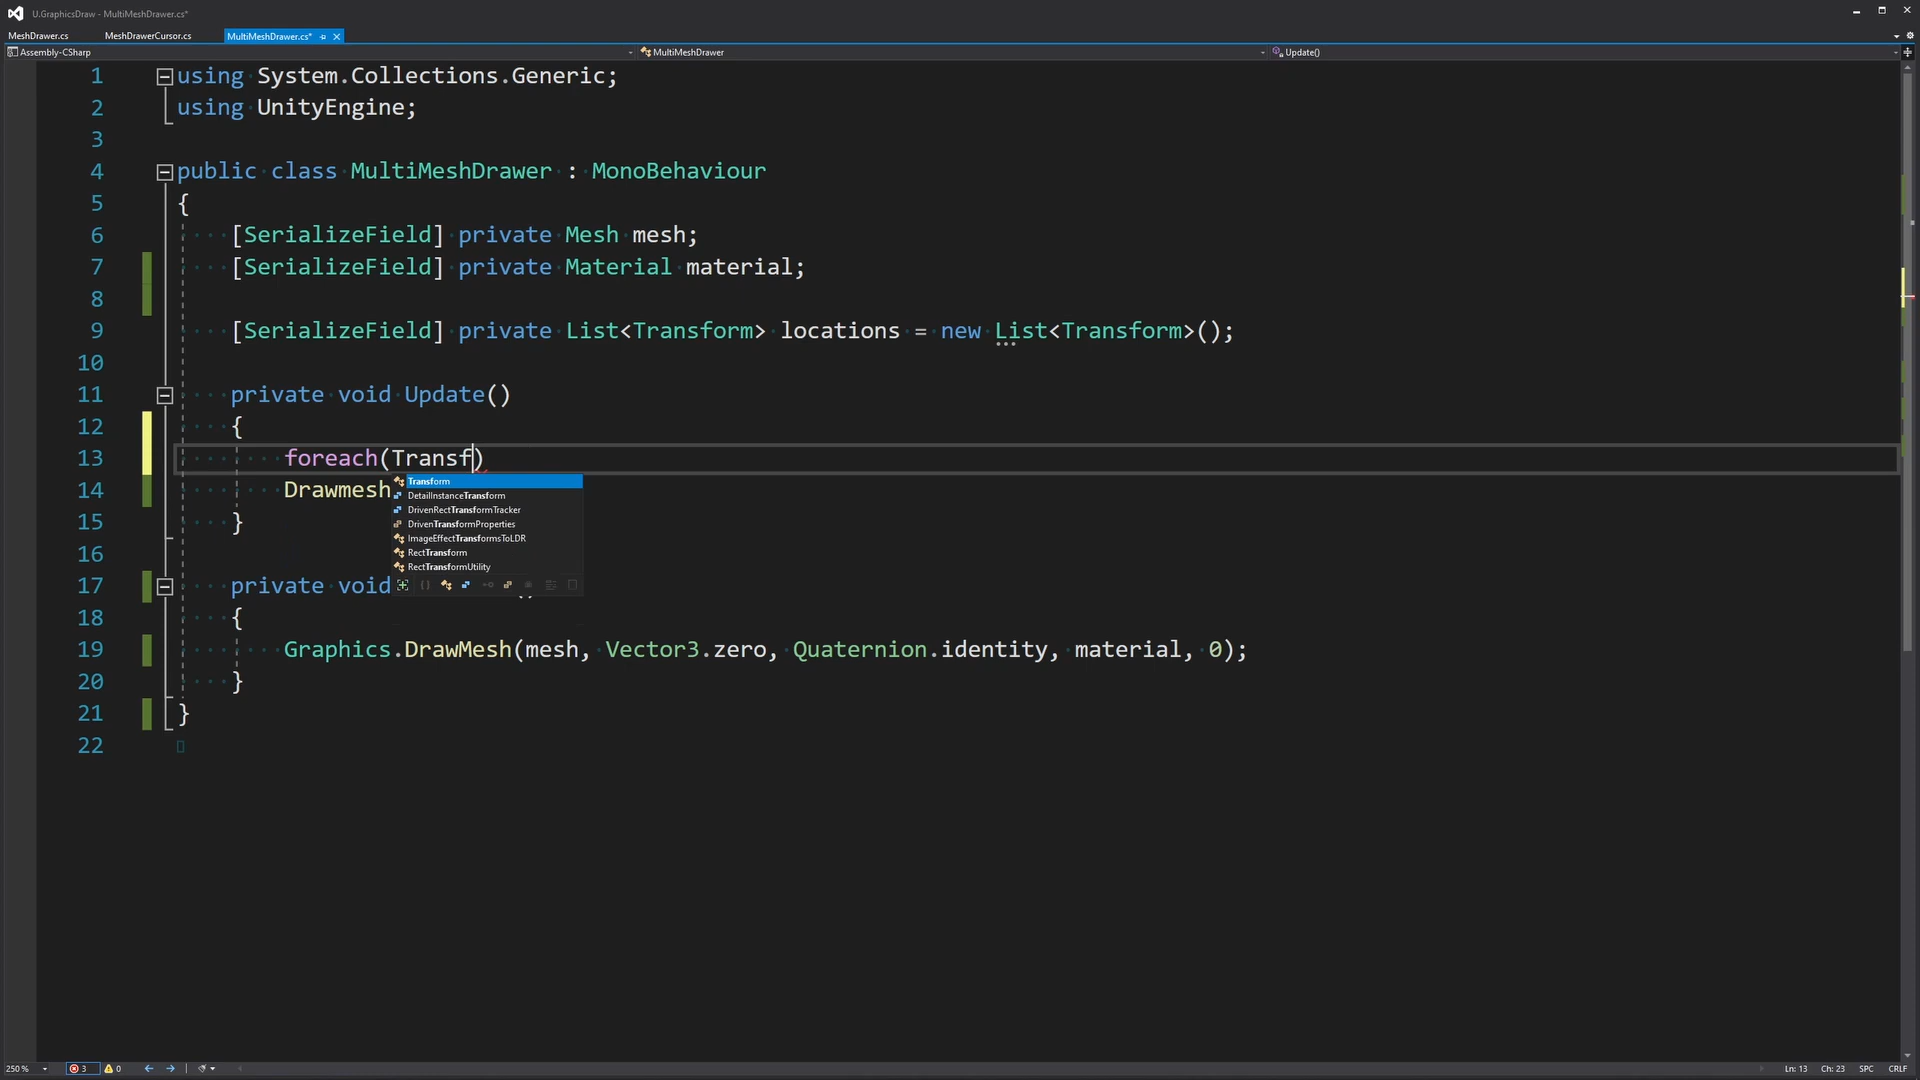 U.GraphicsDraw - MultiMeshDrawer.cs*
MeshDrawer.cs MeshDrawerCursor.cs MultiMeshDrawer.cs*
Assembly-CSharp MultiMeshDrawer Update()
1 using System.Collections.Generic;
2 using UnityEngine;
3
4 public class MultiMeshDrawer : MonoBehaviour
5 {
6 [SerializeField] private Mesh mesh;
7 [SerializeField] private Material material;
8
9 [SerializeField] private List<Transform> locations = new List<Transform>();
10
11 private void Update()
12 {
13 foreach(Transf)
Transform
14 Drawmesh
DetailInstanceTransform
DrivenRectTransformTracker
15 }
DrivenTransformProperties
ImageEffectTransformsToLDR
16
RectTransform
RectTransformUtility
17 private void
18 {
19 Graphics.DrawMesh(mesh, Vector3.zero, Quaternion.identity, material, 0);
20 }
21 }
22
250 % 3 0 Ln: 13 Ch: 23 SPC CRLF